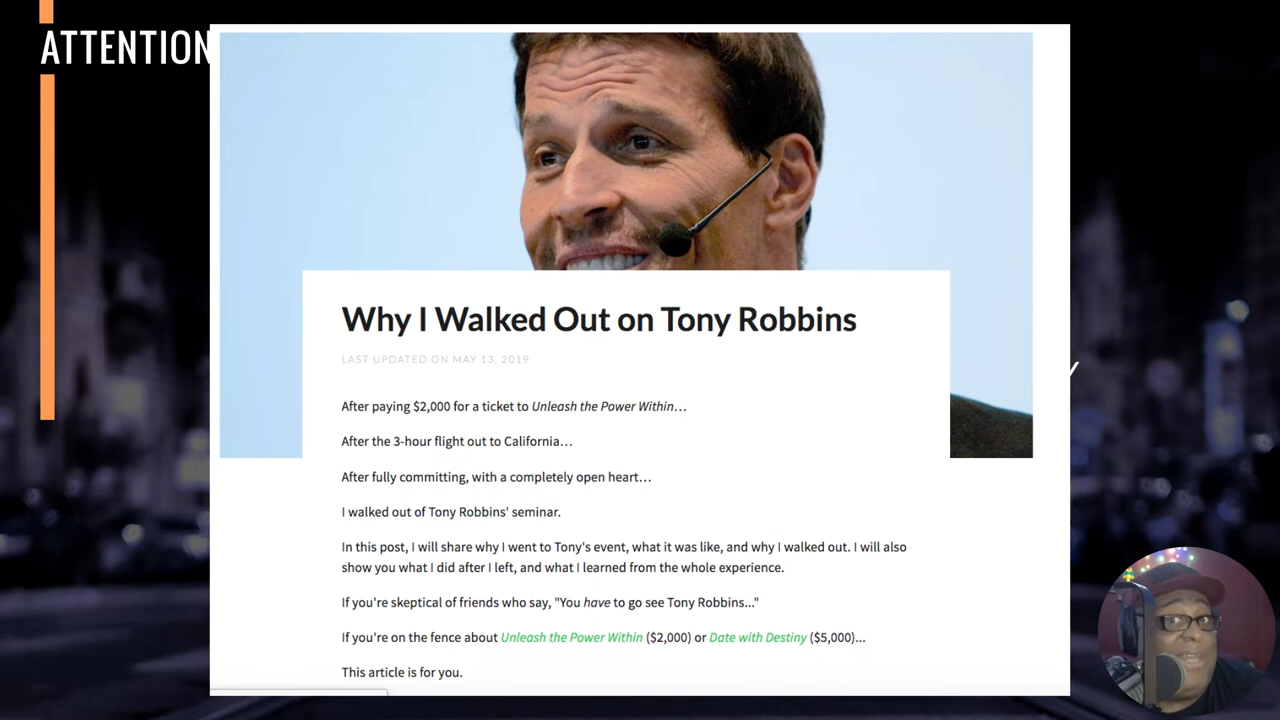 ATTENTION
Why I Walked Out on Tony Robbins
LAST UPDATED ON MAY 13, 2019
After paying $2,000 for a ticket to Unleash the Power Within…
After the 3-hour flight out to California…
After fully committing, with a completely open heart…
I walked out of Tony Robbins' seminar.
In this post, I will share why I went to Tony's event, what it was like, and why I walked out. I will also
show you what I did after I left, and what I learned from the whole experience.
If you're skeptical of friends who say, "You have to go see Tony Robbins..."
If you're on the fence about Unleash the Power Within ($2,000) or Date with Destiny ($5,000)...
This article is for you.